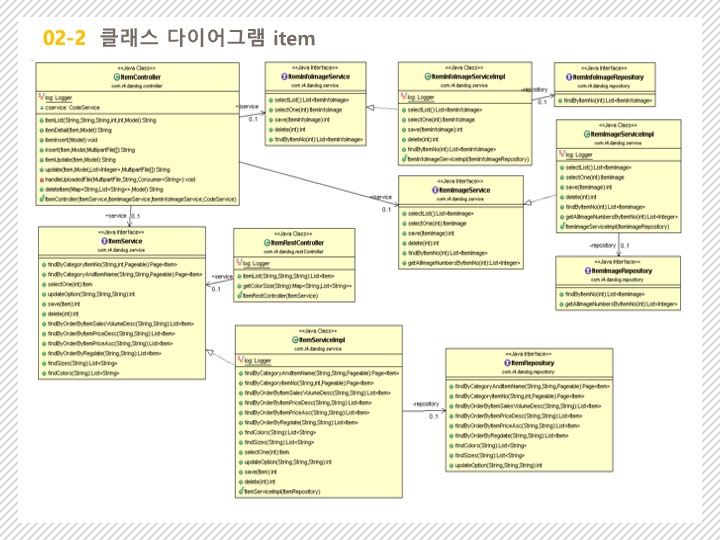 02-2 클래스 다이어그램 item
<<Java Class>>
ItemController
com.i4.dandog.controller
log: Logger
cservice: CodeService
itemList(String,String,String,int,int,Model):String
itemDetail(Item,Model):String
itemInsert(Model):void
insert(Item,Model,MultipartFile[]):String
itemUpdate(Item,Model):String
update(Item,Model,List<Integer>,MultipartFile[]):String
handleUploadedFile(MultipartFile,String,Consumer<String>):void
deleteItem(Map<String,List<String>>,Model):String
ItemController(ItemService,ItemImageService,ItemInfoImageService,CodeService)
-iservice
0..1
<<Java Interface>>
ItemInfoImageService
com.i4.dandog.service
selectList():List<ItemInfoImage>
selectOne(int):ItemInfoImage
save(ItemInfoImage):int
delete(int):int
findByItemNo(int):List<ItemInfoImage>
<<Java Class>>
ItemInfoImageServiceImpl
com.i4.dandog.service
log: Logger
selectList():List<ItemInfoImage>
selectOne(int):ItemInfoImage
save(ItemInfoImage):int
delete(int):int
findByItemNo(int):List<ItemInfoImage>
ItemInfoImageServiceImpl(ItemInfoImageRepository)
-repository
0..1
<<Java Interface>>
ItemInfoImageRepository
com.i4.dandog.repository
findByItemNo(int):List<ItemInfoImage>
<<Java Class>>
ItemImageServiceImpl
com.i4.dandog.service
log: Logger
selectList():List<ItemImage>
selectOne(int):ItemImage
save(ItemImage):int
delete(int):int
findByItemNo(int):List<ItemImage>
getAllImageNumbersByItemNo(int):List<Integer>
ItemImageServiceImpl(ItemImageRepository)
-iservice
0..1
<<Java Interface>>
ItemImageService
com.i4.dandog.service
selectList():List<ItemImage>
selectOne(int):ItemImage
save(ItemImage):int
delete(int):int
findByItemNo(int):List<ItemImage>
getAllImageNumbersByItemNo(int):List<Integer>
-repository
0..1
<<Java Interface>>
ItemImageRepository
com.i4.dandog.repository
findByItemNo(int):List<ItemImage>
getAllImageNumbersByItemNo(int):List<Integer>
+service
0..1
<<Java Interface>>
ItemService
com.i4.dandog.service
findByCategoryItemNo(String,int,Pageable):Page<Item>
findByCategoryAndItemName(String,String,Pageable):Page<Item>
selectOne(int):Item
updateOption(String,String,String):int
save(Item):int
delete(int):int
findByOrderByItemSalesVolumeDesc(String,String):List<Item>
findByOrderByItemPriceDesc(String,String):List<Item>
findByOrderByItemPriceAsc(String,String):List<Item>
findByOrderByRegdate(String,String):List<Item>
findSizes(String):List<String>
findColors(String):List<String>
+service
0..1
<<Java Class>>
ItemRestController
com.i4.dandog.restController
log: Logger
itemList(String,String,String):List<Item>
getColorSize(String):Map<String,List<String>>
ItemRestController(ItemService)
<<Java Class>>
ItemServiceImpl
com.i4.dandog.service
log: Logger
findByCategoryAndItemName(String,String,Pageable):Page<Item>
findByCategoryItemNo(String,int,Pageable):Page<Item>
findByOrderByItemSalesVolumeDesc(String,String):List<Item>
findByOrderByItemPriceDesc(String,String):List<Item>
findByOrderByItemPriceAsc(String,String):List<Item>
findByOrderByRegdate(String,String):List<Item>
findColors(String):List<String>
findSizes(String):List<String>
selectOne(int):Item
updateOption(String,String,String):int
save(Item):int
delete(int):int
ItemServiceImpl(ItemRepository)
-repository
0..1
<<Java Interface>>
ItemRepository
com.i4.dandog.repository
findByCategoryAndItemName(String,String,Pageable):Page<Item>
findByCategoryItemNo(String,int,Pageable):Page<Item>
findByOrderByItemSalesVolumeDesc(String,String):List<Item>
findByOrderByItemPriceDesc(String,String):List<Item>
findByOrderByItemPriceAsc(String,String):List<Item>
findByOrderByRegdate(String,String):List<Item>
findColors(String):List<String>
findSizes(String):List<String>
updateOption(String,String,String):int